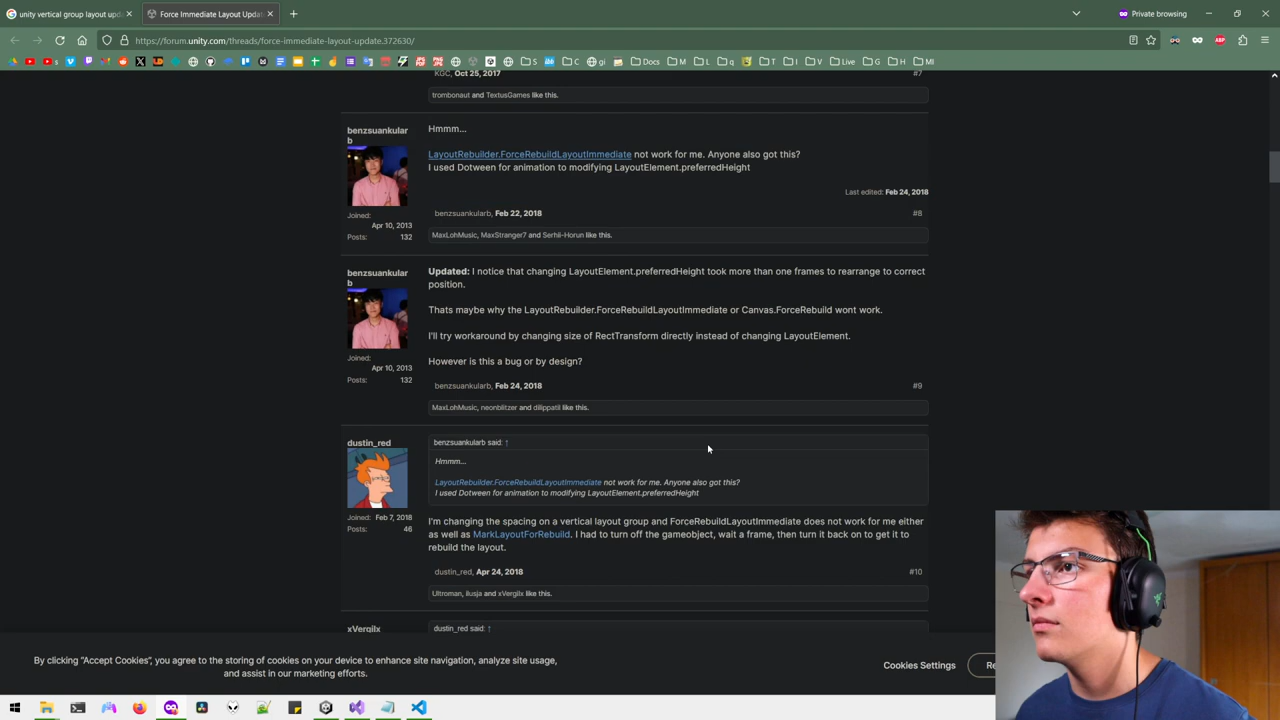 unity vertical group layout upd
Force Immediate Layout Updat
Private browsing
https://forum.unity.com/threads/force-immediate-layout-update.372630/
ABP
S
C
gi
Docs
M
L
q
T
I
V
Live
G
H
MI
KGC, Oct 25, 2017
#7
trombonaut and TextusGames like this.
benzsuankular
b
Joined:
Apr 10, 2013
Posts: 132
Hmmm...
LayoutRebuilder.ForceRebuildLayoutImmediate not work for me. Anyone also got this?
I used Dotween for animation to modifying LayoutElement.preferredHeight
Last edited: Feb 24, 2018
benzsuankularb, Feb 22, 2018
#8
MaxLohMusic, MaxStranger7 and Serhii-Horun like this.
benzsuankular
b
Joined:
Apr 10, 2013
Posts: 132
Updated: I notice that changing LayoutElement.preferredHeight took more than one frames to rearrange to correct
position.
Thats maybe why the LayoutRebuilder.ForceRebuildLayoutImmediate or Canvas.ForceRebuild wont work.
I'll try workaround by changing size of RectTransform directly instead of changing LayoutElement.
However is this a bug or by design?
benzsuankularb, Feb 24, 2018
#9
MaxLohMusic, neonblitzer and dilippatil like this.
dustin_red
Joined: Feb 7, 2018
Posts: 46
benzsuankularb said: ↑
Hmmm...
LayoutRebuilder.ForceRebuildLayoutImmediate not work for me. Anyone also got this?
I used Dotween for animation to modifying LayoutElement.preferredHeight
I'm changing the spacing on a vertical layout group and ForceRebuildLayoutImmediate does not work for me either
as well as MarkLayoutForRebuild. I had to turn off the gameobject, wait a frame, then turn it back on to get it to
rebuild the layout.
dustin_red, Apr 24, 2018
#10
Ultroman, ilusja and xVergilx like this.
xVergilx
dustin_red said: ↑
By clicking "Accept Cookies", you agree to the storing of cookies on your device to enhance site navigation, analyze site usage,
and assist in our marketing efforts.
Cookies Settings
Re